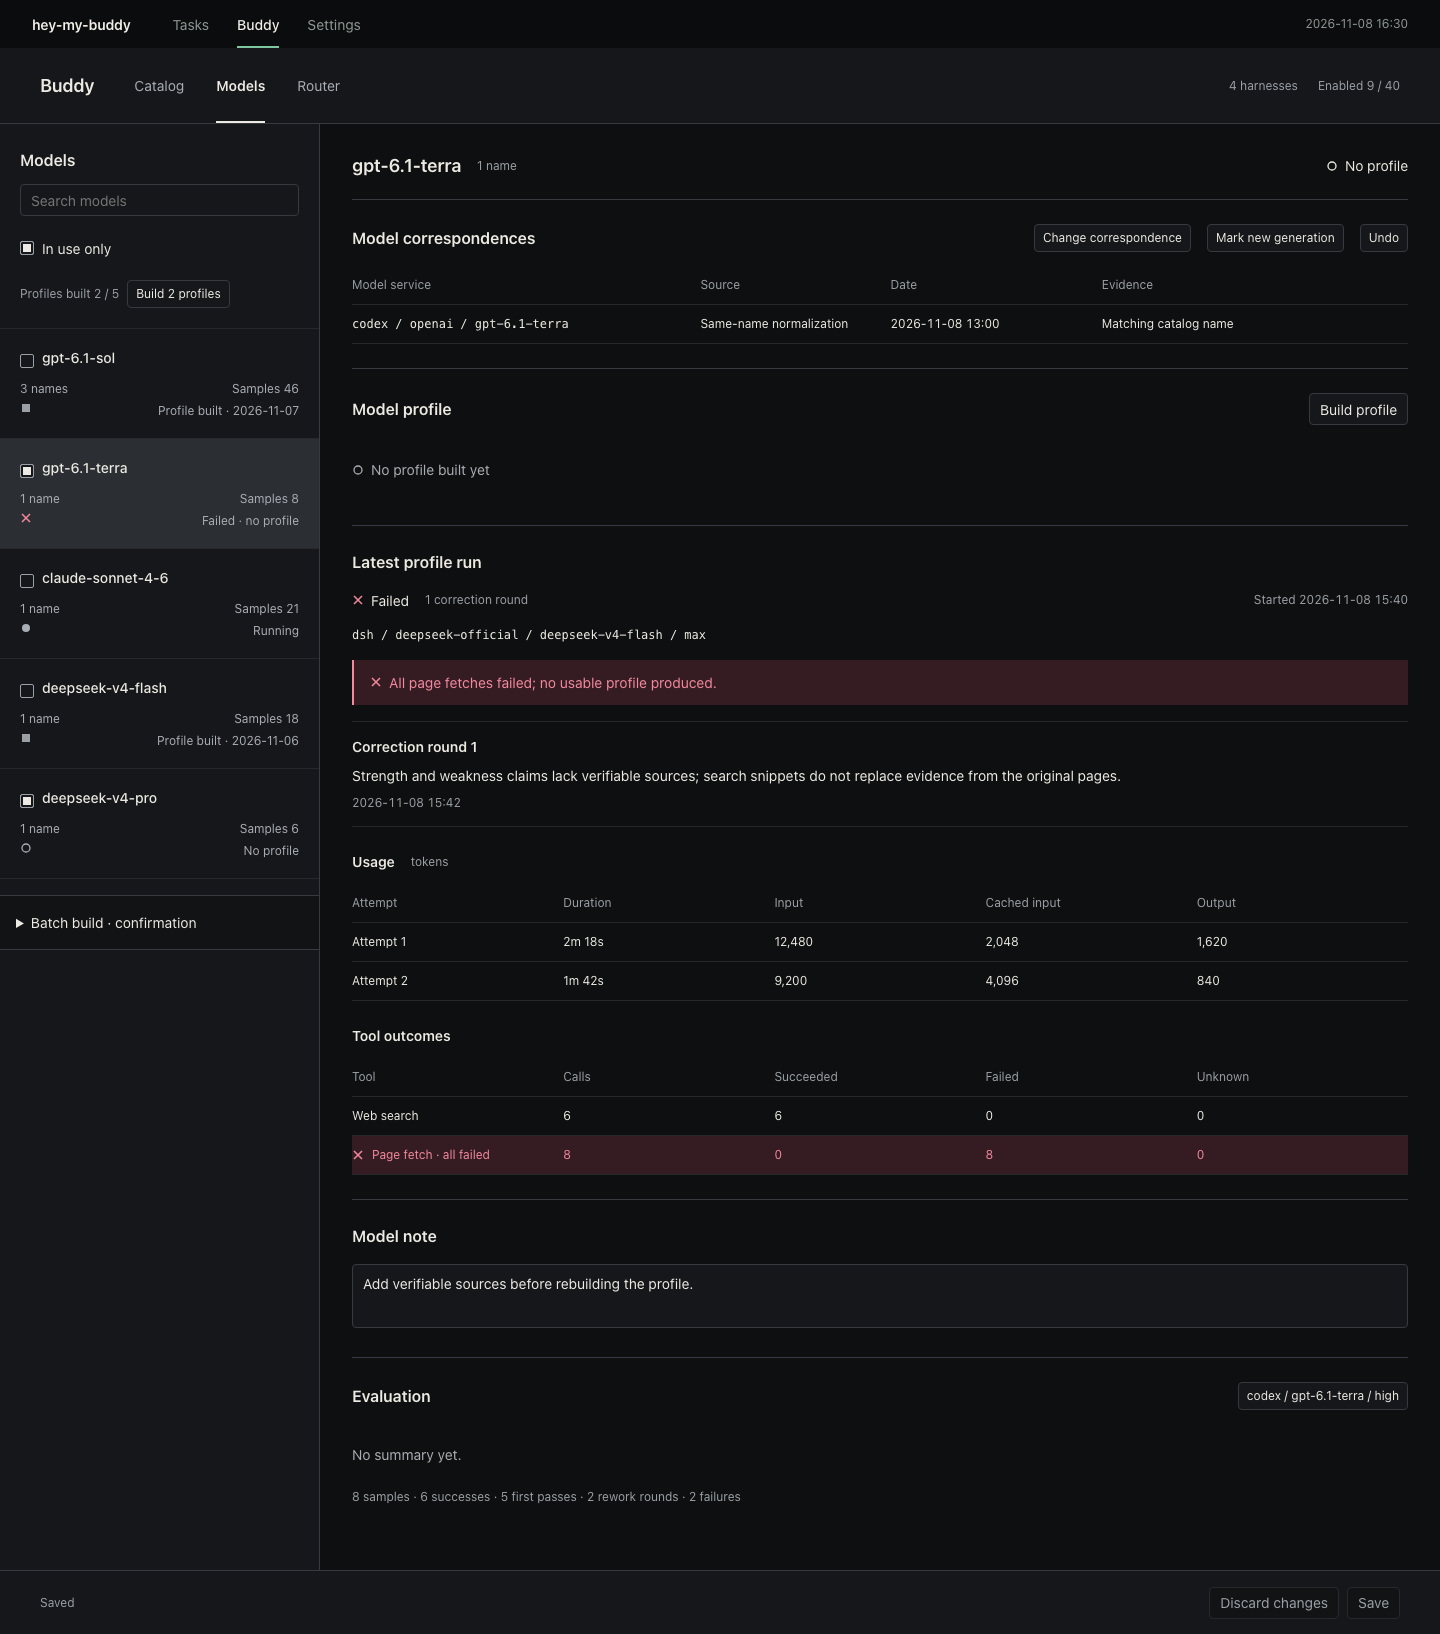 hey-my-buddy Tasks Buddy Settings 2026-11-08 16:30
Buddy Catalog Models Router 4 harnesses Enabled 9 / 40
Models
Search models
In use only
Profiles built 2 / 5 Build 2 profiles
gpt-6.1-sol
3 names Samples 46
Profile built · 2026-11-07
gpt-6.1-terra
1 name Samples 8
Failed · no profile
claude-sonnet-4-6
1 name Samples 21
Running
deepseek-v4-flash
1 name Samples 18
Profile built · 2026-11-06
deepseek-v4-pro
1 name Samples 6
No profile
Batch build · confirmation
gpt-6.1-terra 1 name No profile
Model correspondences Change correspondence Mark new generation Undo
Model service Source Date Evidence
codex / openai / gpt-6.1-terra Same-name normalization 2026-11-08 13:00 Matching catalog name
Model profile Build profile
No profile built yet
Latest profile run
Failed 1 correction round Started 2026-11-08 15:40
dsh / deepseek-official / deepseek-v4-flash / max
All page fetches failed; no usable profile produced.
Correction round 1
Strength and weakness claims lack verifiable sources; search snippets do not replace evidence from the original pages.
2026-11-08 15:42
Usage tokens
Attempt Duration Input Cached input Output
Attempt 1 2m 18s 12,480 2,048 1,620
Attempt 2 1m 42s 9,200 4,096 840
Tool outcomes
Tool Calls Succeeded Failed Unknown
Web search 6 6 0 0
Page fetch · all failed 8 0 8 0
Model note
Add verifiable sources before rebuilding the profile.
Evaluation codex / gpt-6.1-terra / high
No summary yet.
8 samples · 6 successes · 5 first passes · 2 rework rounds · 2 failures
Saved Discard changes Save